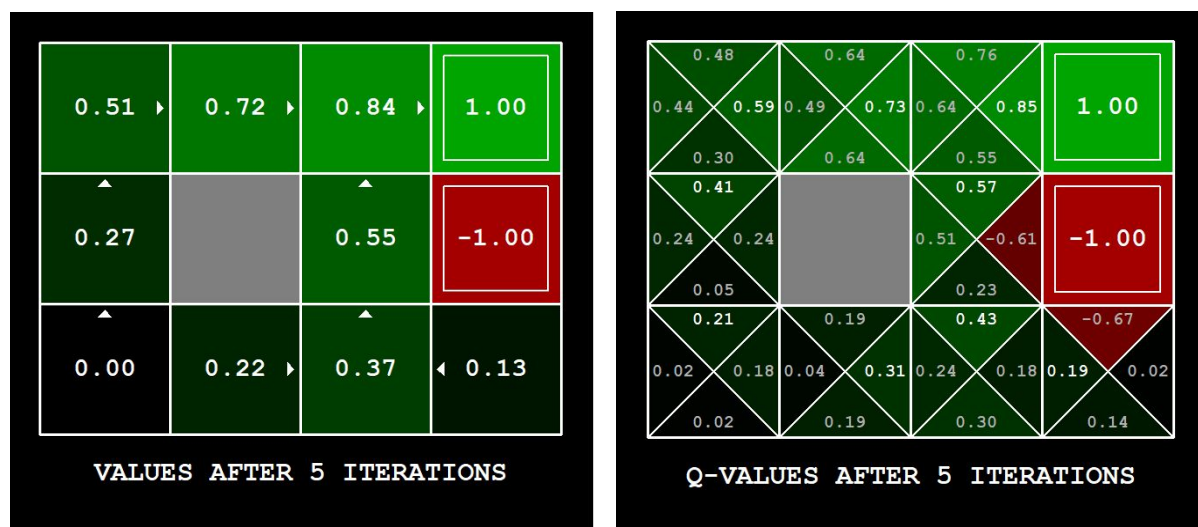 0.51 0.72 0.84 1.00
0.27 0.55 -1.00
0.00 0.22 0.37 0.13
VALUES AFTER 5 ITERATIONS
0.48 0.64 0.76
0.44 0.59 0.49 0.73 0.64 0.85 1.00
0.30 0.64 0.55
0.41 0.57
0.24 0.24 0.51 -0.61 -1.00
0.05 0.23
0.21 0.19 0.43 -0.67
0.02 0.18 0.04 0.31 0.24 0.18 0.19 0.02
0.02 0.19 0.30 0.14
Q-VALUES AFTER 5 ITERATIONS